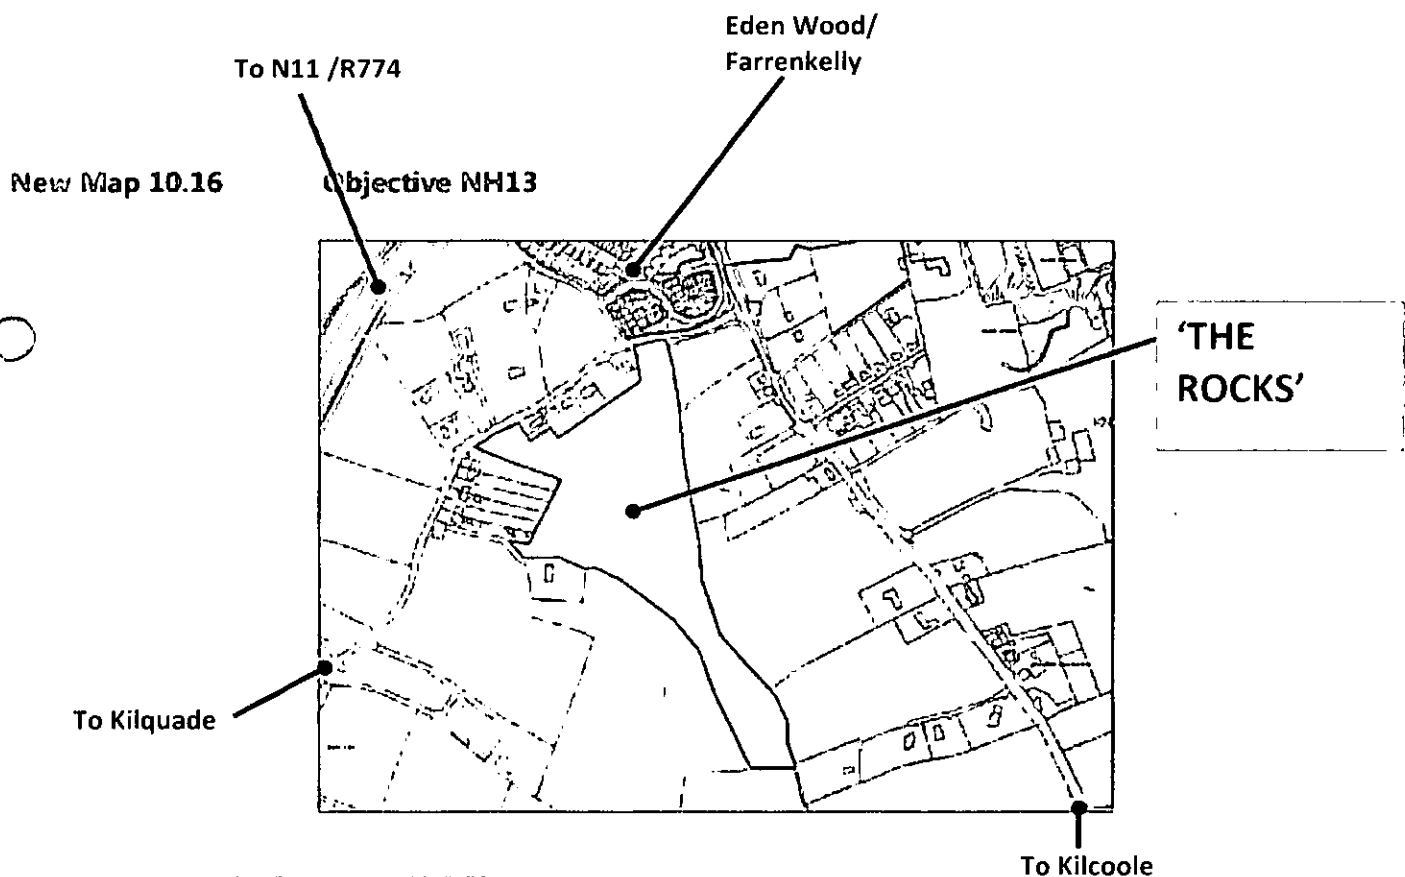 Eden Wood/
Farrenkelly
To N11 /R774
New Map 10.16 Objective NH13
'THE
ROCKS'
To Kilquade
To Kilcoole